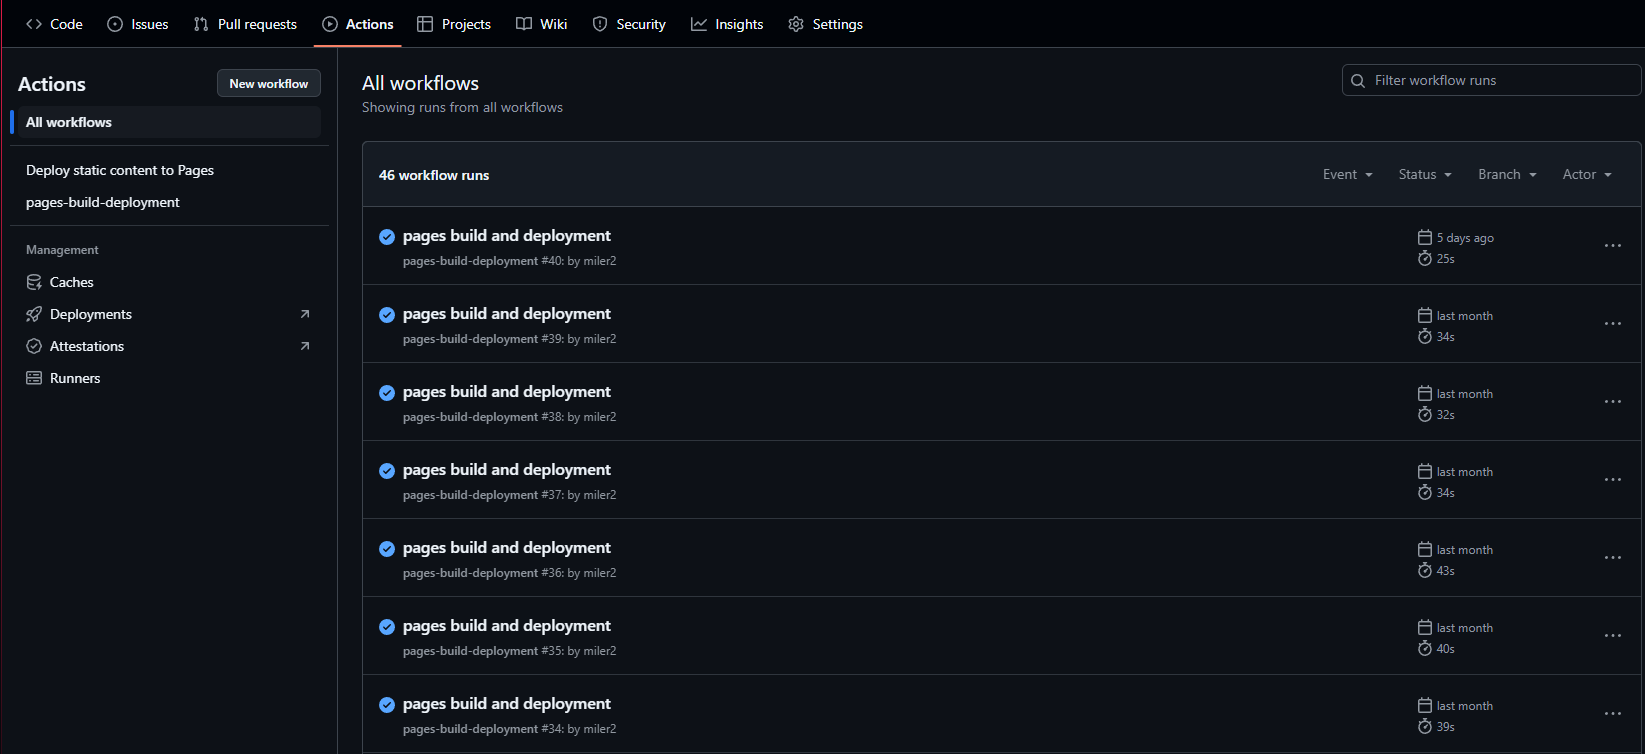 Code Issues Pull requests Actions Projects Wiki Security Insights Settings
Actions
New workflow
All workflows
Deploy static content to Pages
pages-build-deployment
Management
Caches
Deployments
Attestations
Runners
All workflows
Showing runs from all workflows
Filter workflow runs
46 workflow runs
Event Status Branch Actor
pages build and deployment
pages-build-deployment #40: by miler2
5 days ago
25s
pages build and deployment
pages-build-deployment #39: by miler2
last month
34s
pages build and deployment
pages-build-deployment #38: by miler2
last month
32s
pages build and deployment
pages-build-deployment #37: by miler2
last month
34s
pages build and deployment
pages-build-deployment #36: by miler2
last month
43s
pages build and deployment
pages-build-deployment #35: by miler2
last month
40s
pages build and deployment
pages-build-deployment #34: by miler2
last month
39s